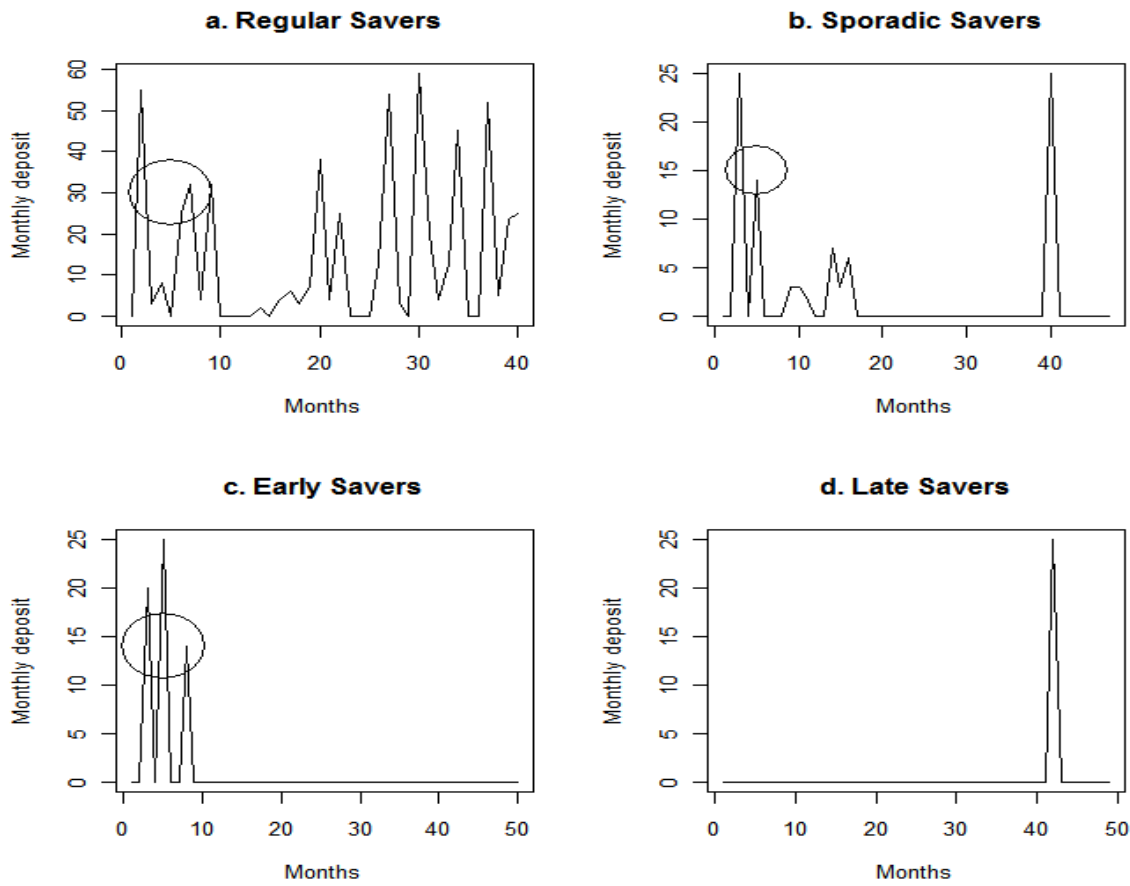 a. Regular Savers
Monthly deposit
60
50
40
30
20
10
0
0 10 20 30 40
Months
b. Sporadic Savers
Monthly deposit
25
20
15
10
5
0
0 10 20 30 40
Months
c. Early Savers
Monthly deposit
25
20
15
10
5
0
0 10 20 30 40 50
Months
d. Late Savers
Monthly deposit
25
20
15
10
5
0
0 10 20 30 40 50
Months